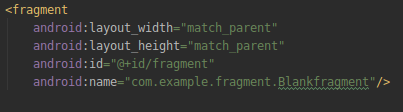 <fragment
android:layout_width="match_parent"
android:layout_height="match_parent"
android:id="@+id/fragment"
android:name="com.example.fragment.Blankfragment"/>